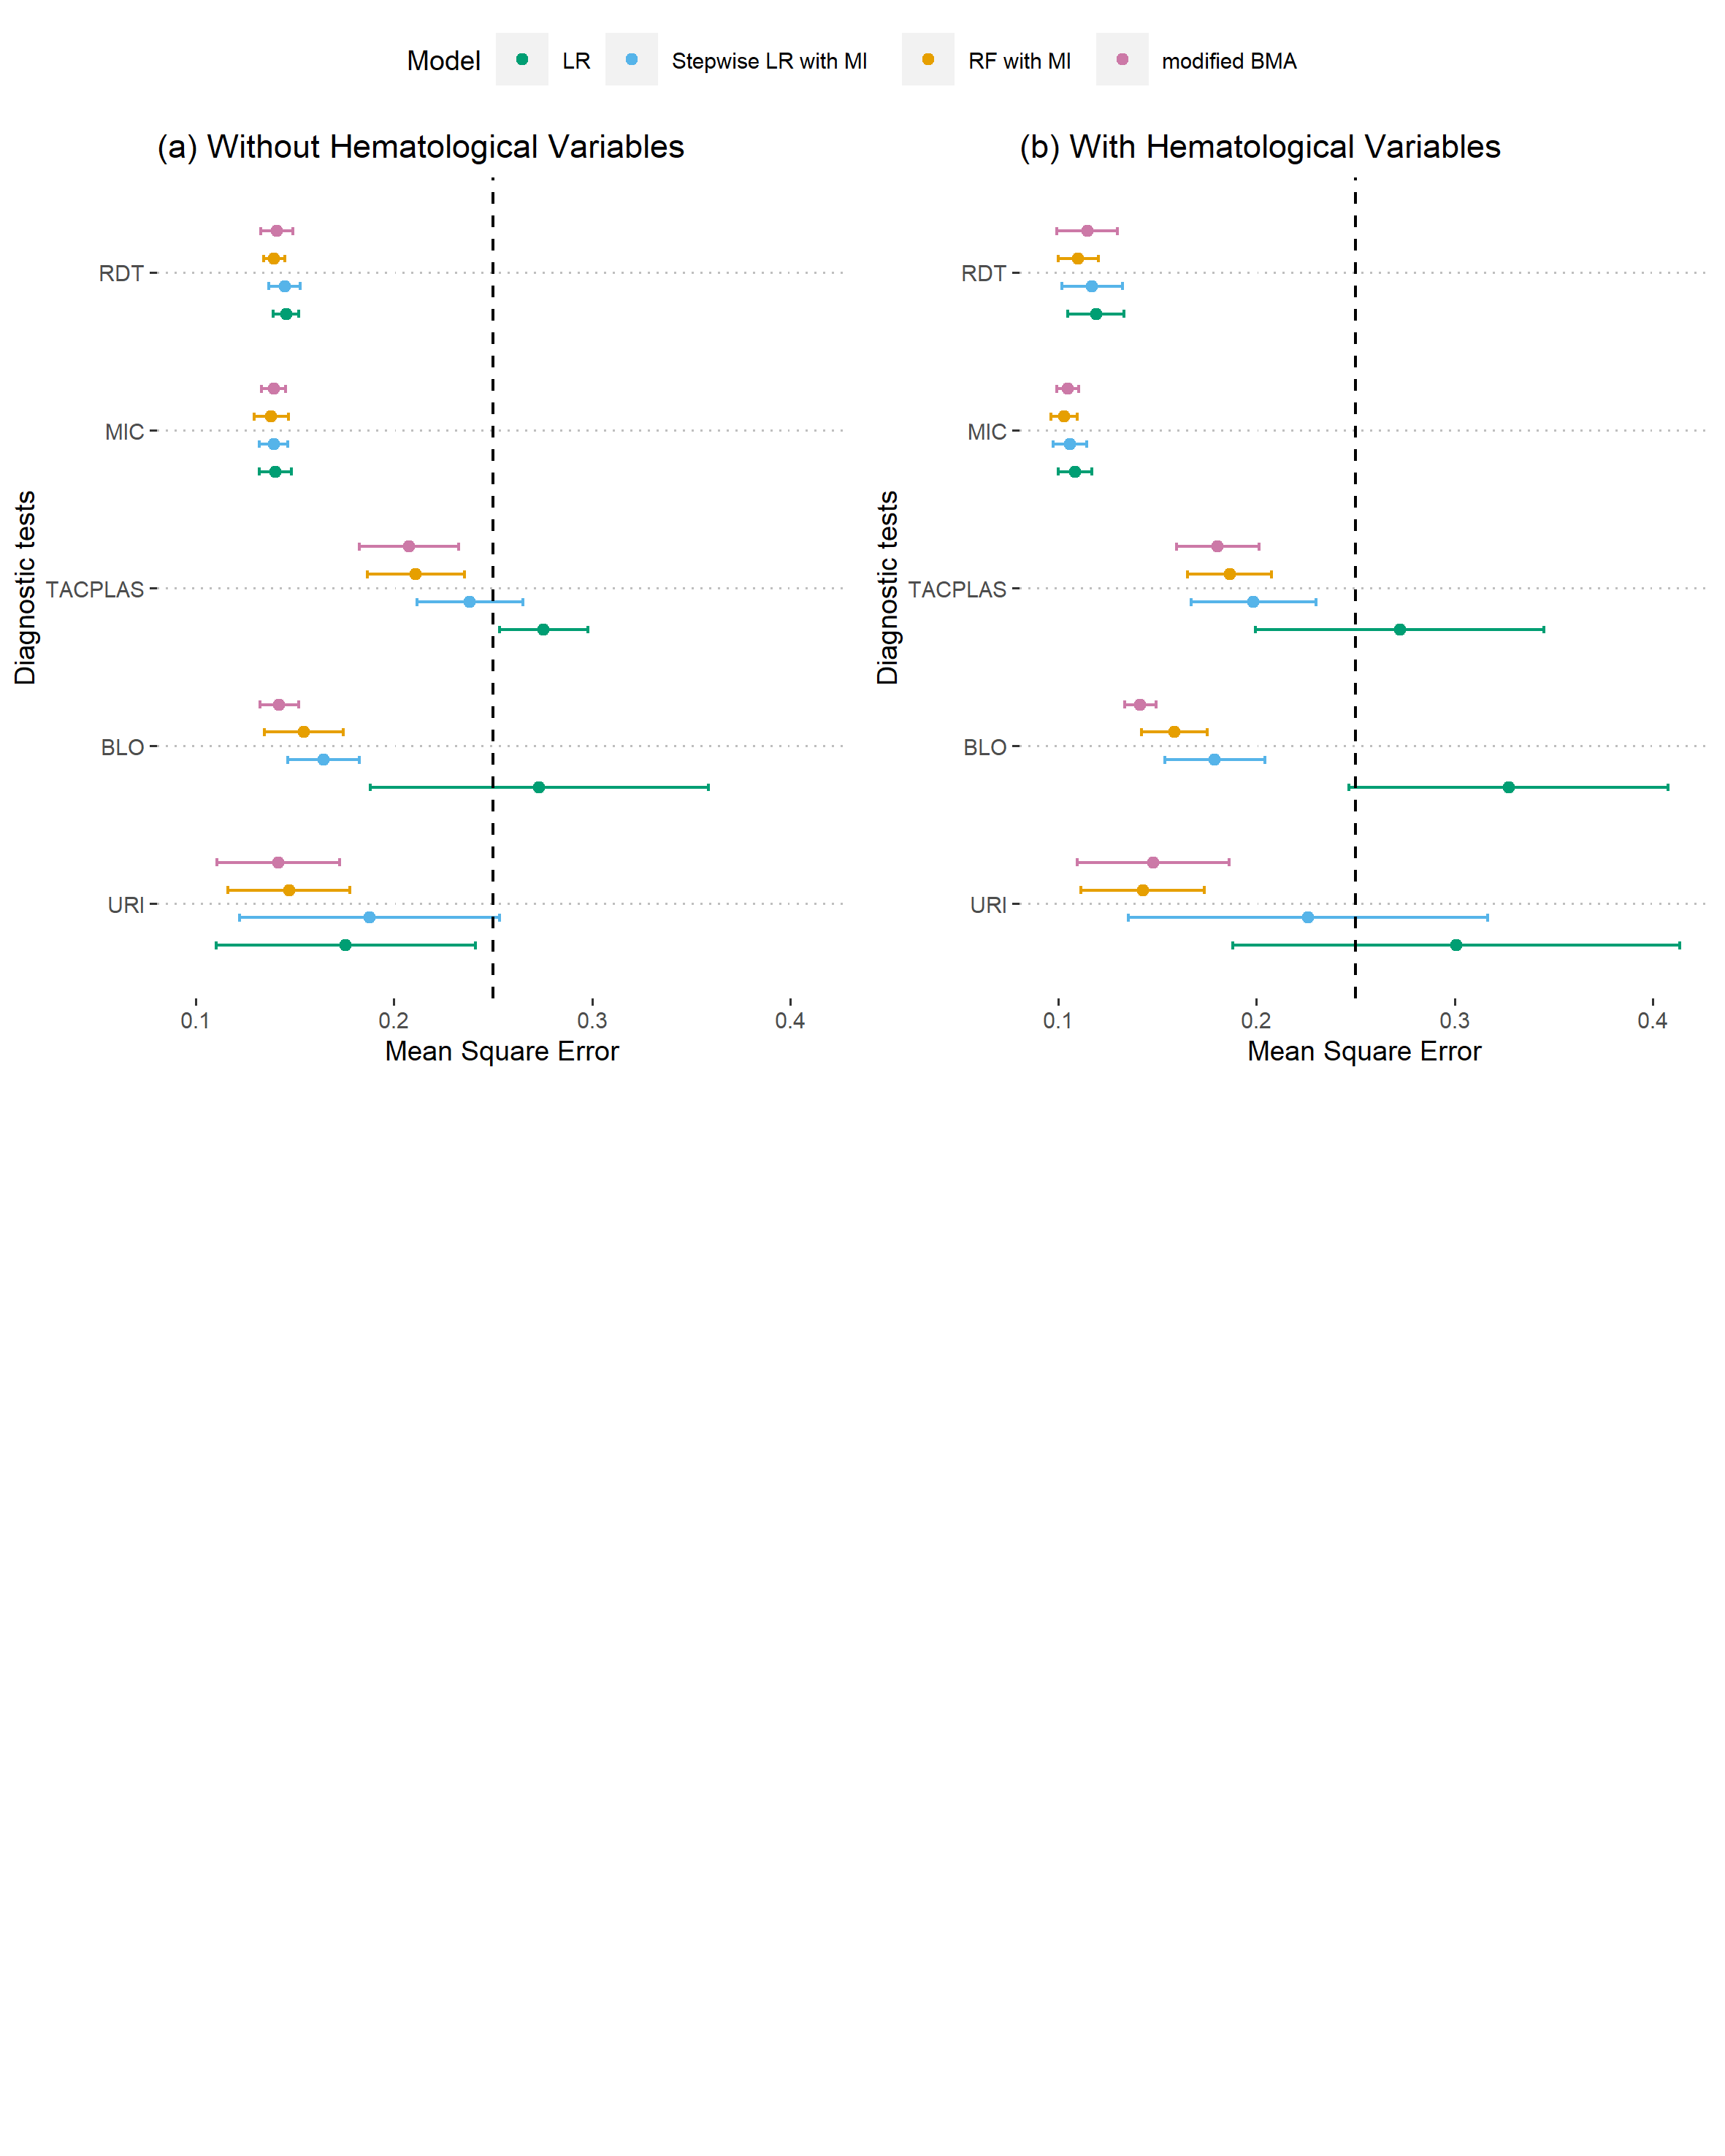 Model LR Stepwise LR with MI RF with MI modified BMA
(a) Without Hematological Variables
Diagnostic tests
RDT
MIC
TACPLAS
BLO
URI
0.1 0.2 0.3 0.4
Mean Square Error
(b) With Hematological Variables
Diagnostic tests
RDT
MIC
TACPLAS
BLO
URI
0.1 0.2 0.3 0.4
Mean Square Error